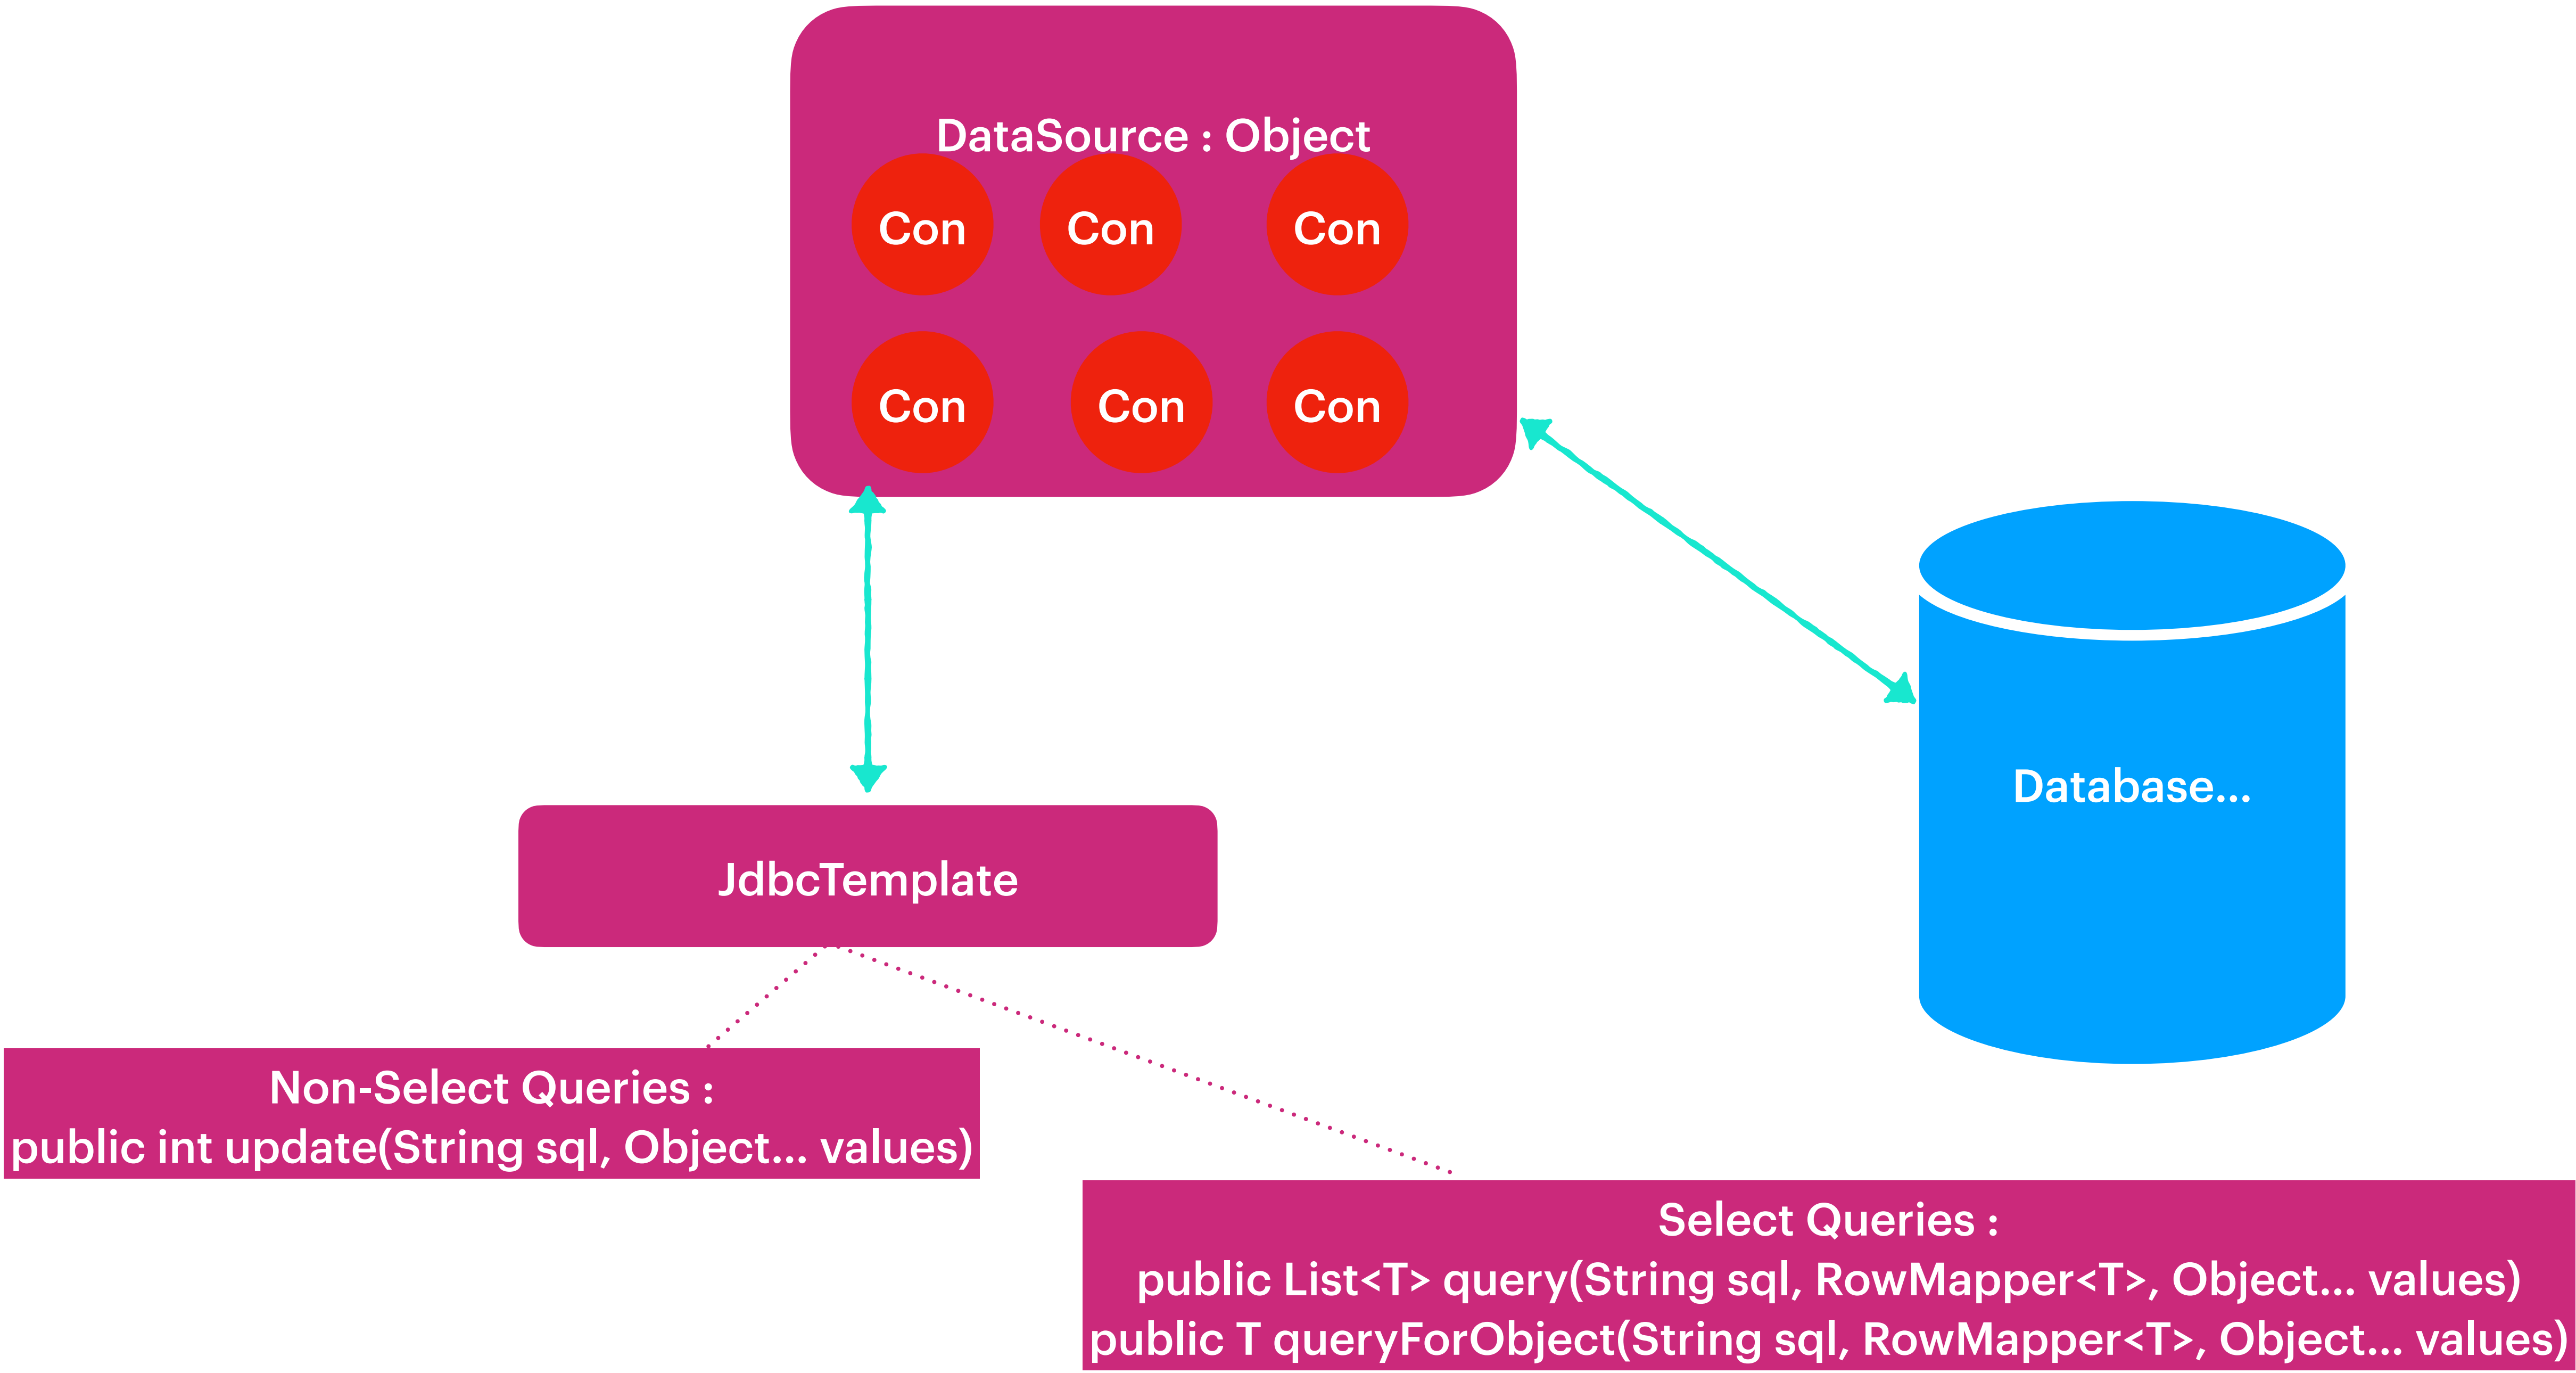 DataSource : Object
Con
Con
Con
Con
Con
Con
Database...
JdbcTemplate
Non-Select Queries :
public int update(String sql, Object... values)
Select Queries :
public List<T> query(String sql, RowMapper<T>, Object... values)
public T queryForObject(String sql, RowMapper<T>, Object... values)